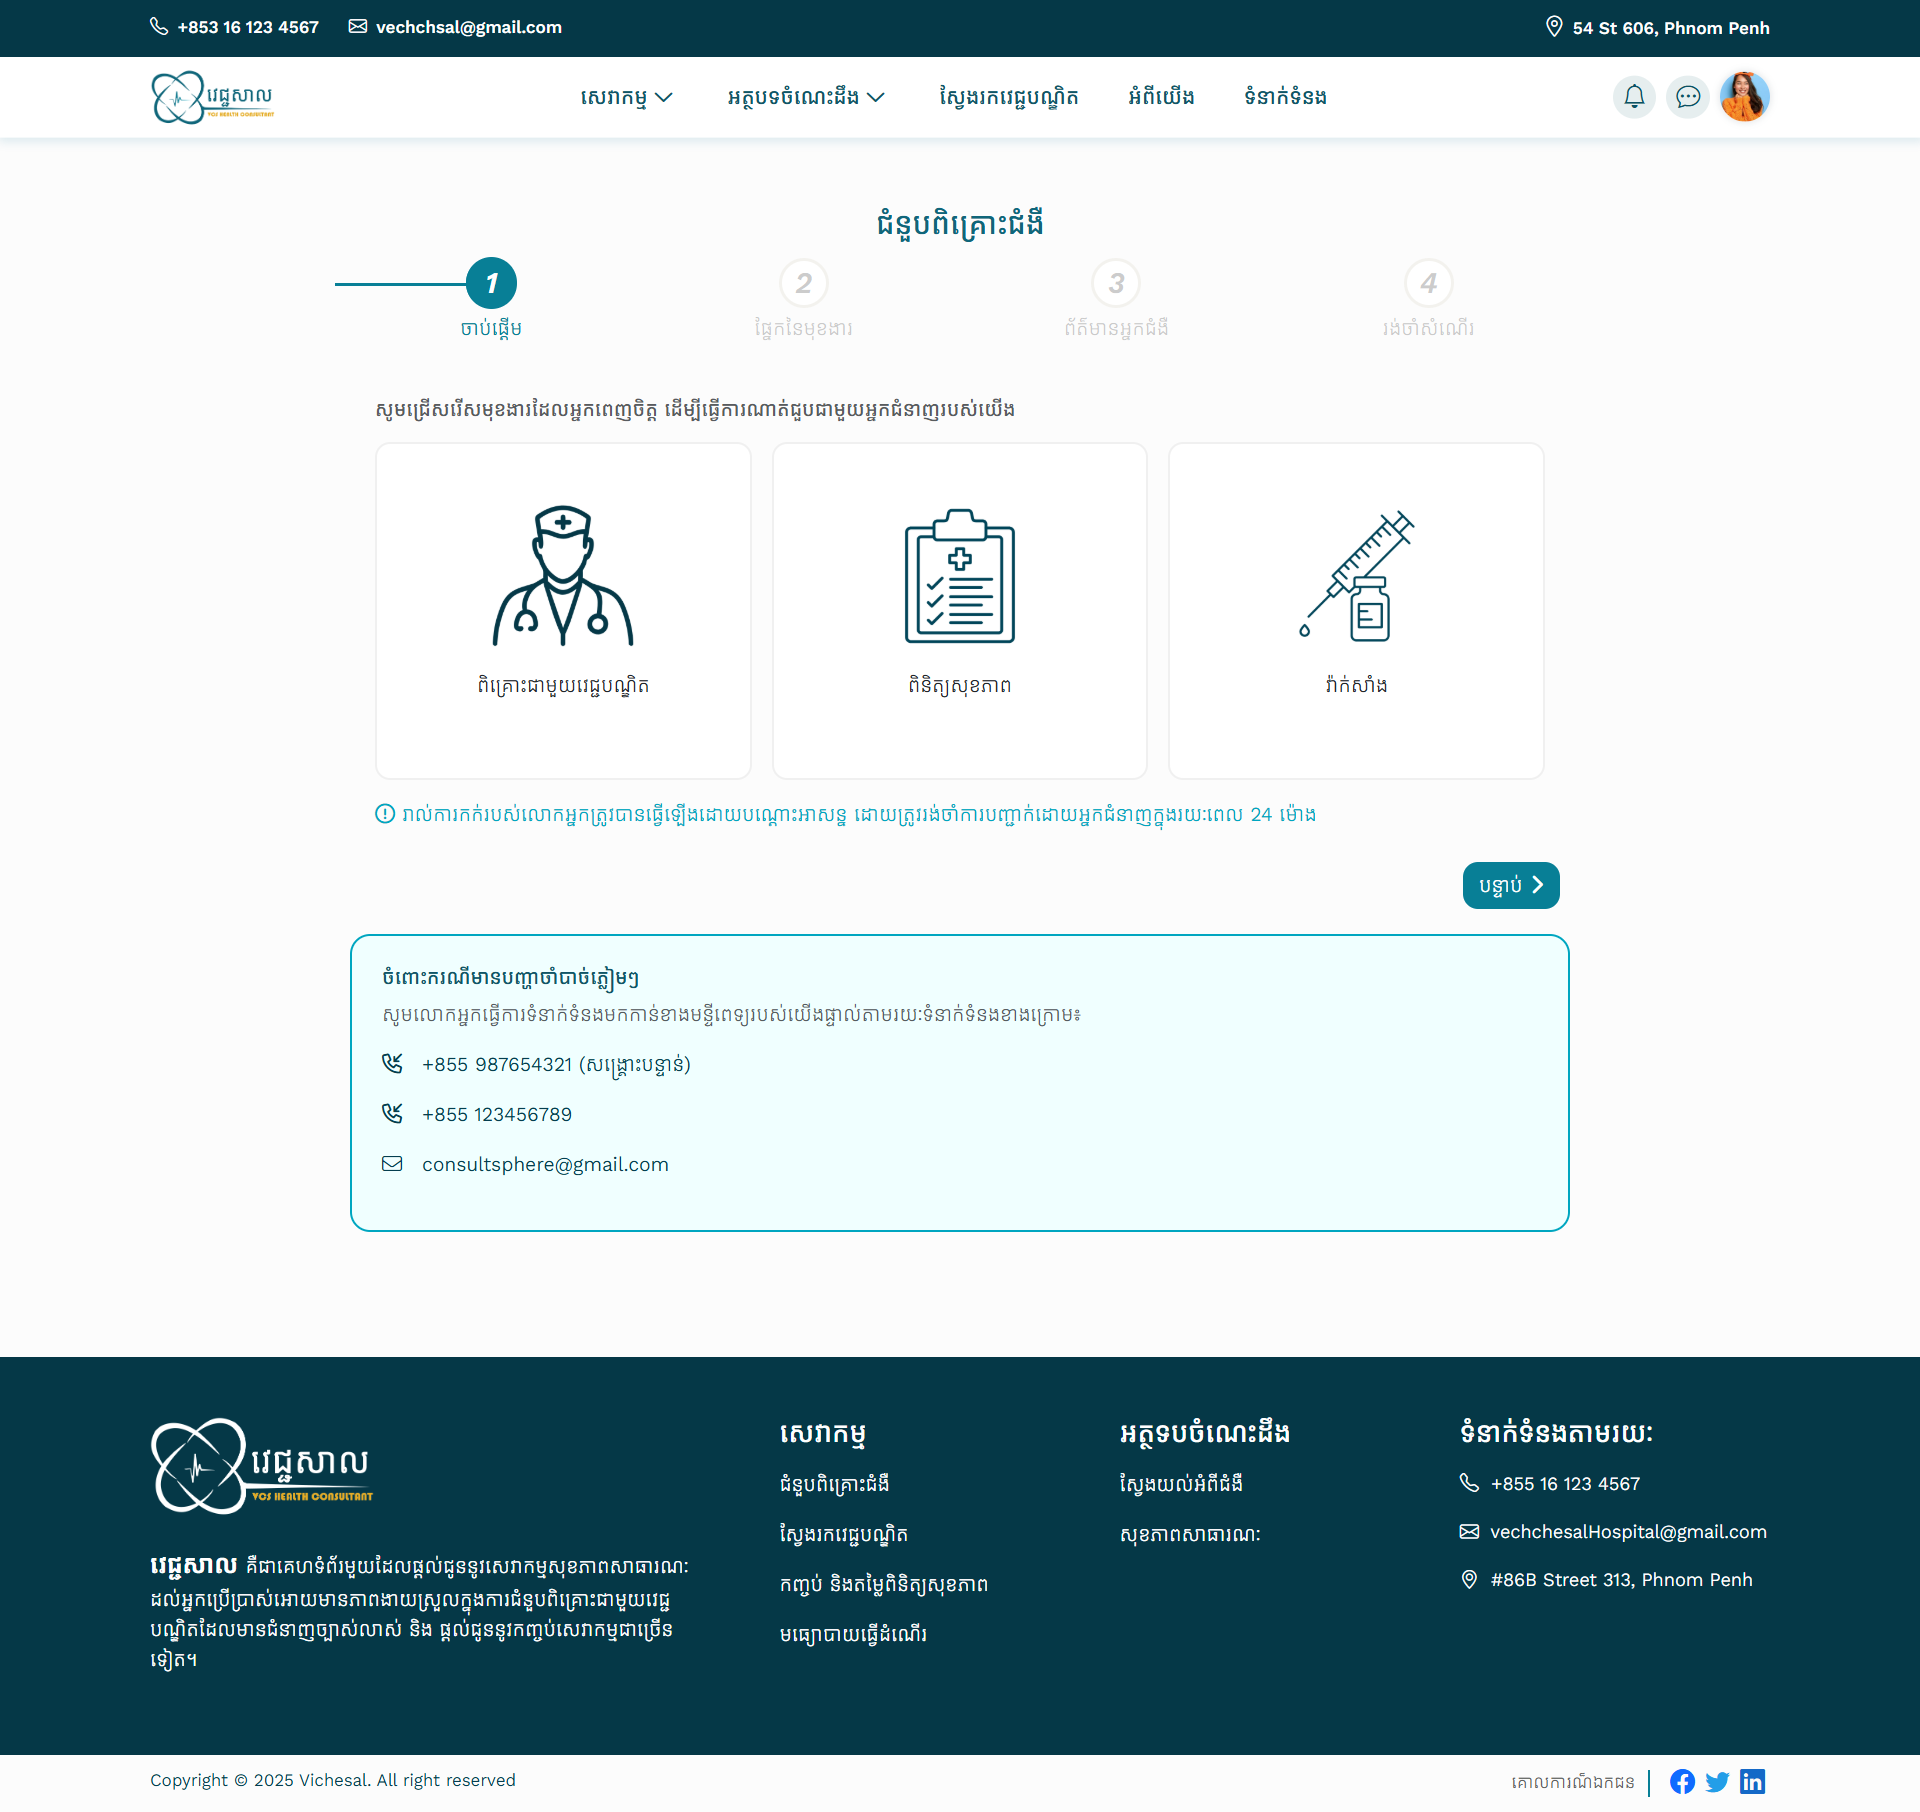 +853 16 123 4567
vechchsal@gmail.com
54 St 606, Phnom Penh
វេជ្ជសាល
VCS HEALTH CONSULTANT
សេវាកម្ម
អត្ថបទចំណេះដឹង
ស្វែងរកវេជ្ជបណ្ឌិត
អំពីយើង
ទំនាក់ទំនង
ជំនួបពិគ្រោះជំងឺ
1
2
3
4
ចាប់ផ្ដើម
ផ្នែកនៃមុខងារ
ព័ត៌មានអ្នកជំងឺ
រង់ចាំសំណើរ
សូមជ្រើសរើសមុខងារដែលអ្នកពេញចិត្ត ដើម្បីធ្វើការណាត់ជួបជាមួយអ្នកជំនាញរបស់យើង
ពិគ្រោះជាមួយវេជ្ជបណ្ឌិត
ពិនិត្យសុខភាព
វ៉ាក់សាំង
រាល់ការកក់របស់លោកអ្នកត្រូវបានធ្វើឡើងដោយបណ្ដោះអាសន្ន ដោយត្រូវរង់ចាំការបញ្ជាក់ដោយអ្នកជំនាញក្នុងរយៈពេល 24 ម៉ោង
បន្ទាប់
ចំពោះករណីមានបញ្ហាចាំបាច់ភ្លៀមៗ
សូមលោកអ្នកធ្វើការទំនាក់ទំនងមកកាន់ខាងមន្ទីពេទ្យរបស់យើងផ្ទាល់តាមរយៈទំនាក់ទំនងខាងក្រោម៖
+855 987654321 (សង្គ្រោះបន្ទាន់)
+855 123456789
consultsphere@gmail.com
វេជ្ជសាល
VCS HEALTH CONSULTANT
វេជ្ជសាល គឺជាគេហទំព័រមួយដែលផ្ដល់ជូននូវសេវាកម្មសុខភាពសាធារណៈ
ដល់អ្នកប្រើប្រាស់អោយមានភាពងាយស្រួលក្នុងការជំនួបពិគ្រោះជាមួយវេជ្ជ
បណ្ឌិតដែលមានជំនាញច្បាស់លាស់ និង ផ្ដល់ជូននូវកញ្ចប់សេវាកម្មជាច្រើន
ទៀត។
សេវាកម្ម
ជំនួបពិគ្រោះជំងឺ
ស្វែងរកវេជ្ជបណ្ឌិត
កញ្ចប់ និងតម្លៃពិនិត្យសុខភាព
មធ្យោបាយធ្វើដំណើរ
អត្ថទបចំណេះដឹង
ស្វែងយល់អំពីជំងឺ
សុខភាពសាធារណៈ
ទំនាក់ទំនងតាមរយៈ
+855 16 123 4567
vechchesalHospital@gmail.com
#86B Street 313, Phnom Penh
Copyright © 2025 Vichesal. All right reserved
គោលការណ៏ឯកជន